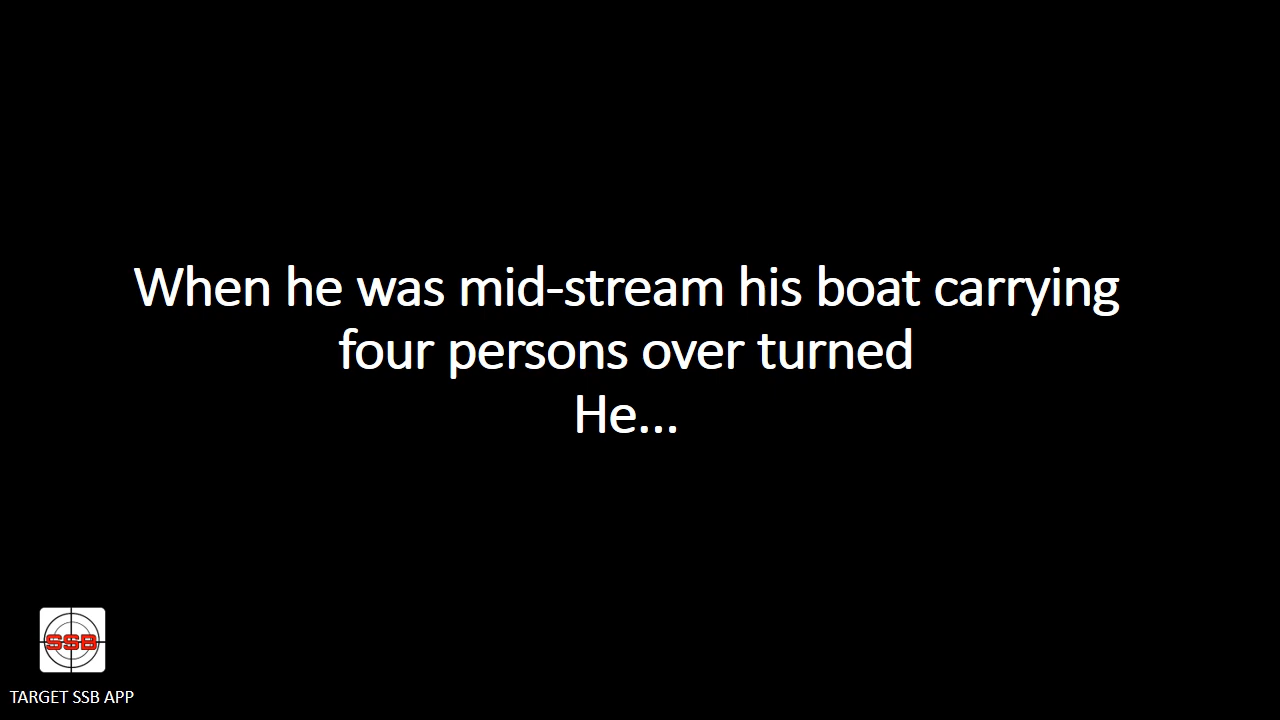 When he was mid-stream his boat carrying
four persons over turned
He...
SSB
TARGET SSB APP